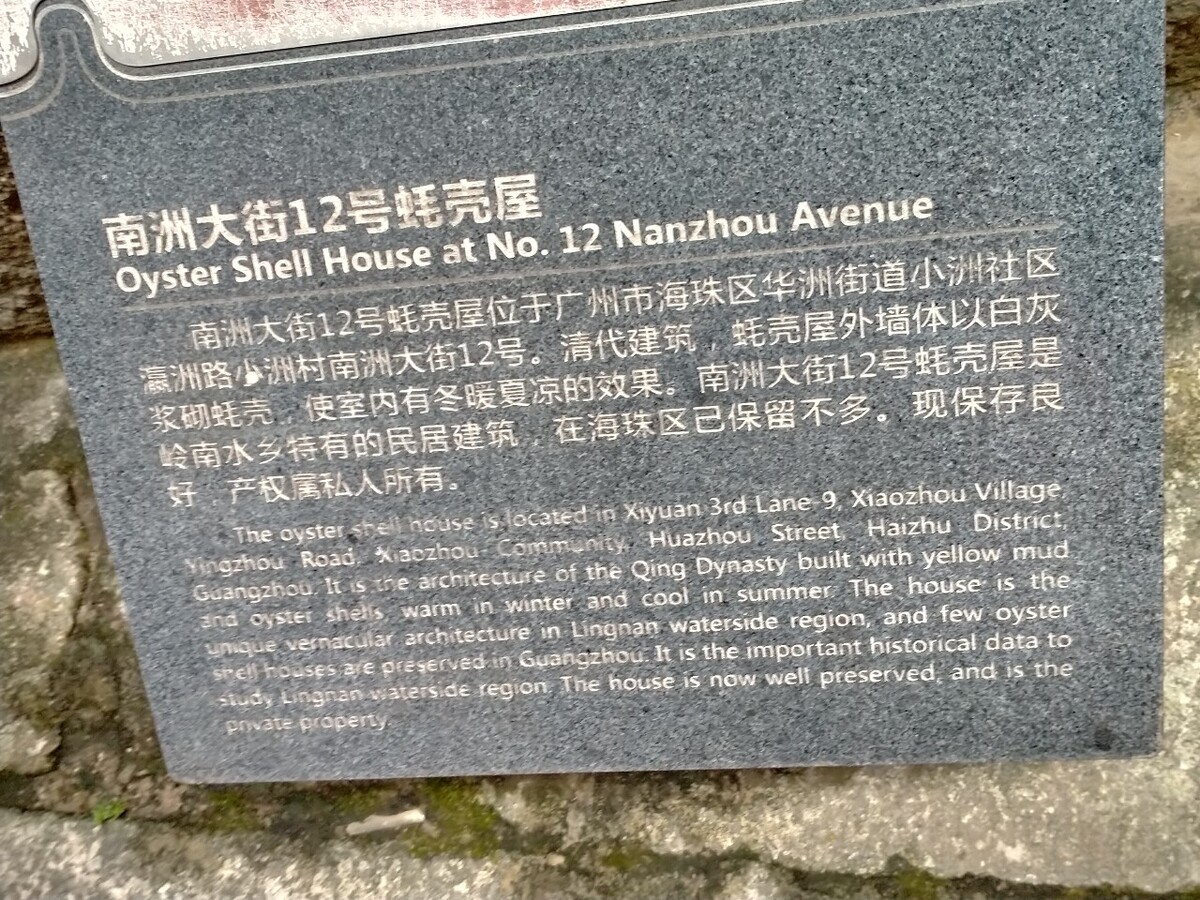 南洲大街12号蚝壳屋
Oyster Shell House at No. 12 Nanzhou Avenue
南洲大街12号蚝壳屋位于广州市海珠区华洲街道小洲社区
瀛洲路小洲村南洲大街12号。清代建筑，蚝壳屋外墙体以白灰
浆砌蚝壳，使室内有冬暖夏凉的效果。南洲大街12号蚝壳屋是
岭南水乡特有的民居建筑，在海珠区已保留不多。现保存良
好，产权属私人所有。
The oyster shell house is located in Xiyuan 3rd Lane-9, Xiaozhou Village,
Yingzhou Road, Xiaozhou Community, Huazhou Street, Haizhu District,
Guangzhou. It is the architecture of the Qing Dynasty built with yellow mud
and oyster shells, warm in winter and cool in summer. The house is the
unique vernacular architecture in Lingnan waterside region, and few oyster
shell houses are preserved in Guangzhou. It is the important historical data to
study Lingnan waterside region. The house is now well preserved, and is the
private property.